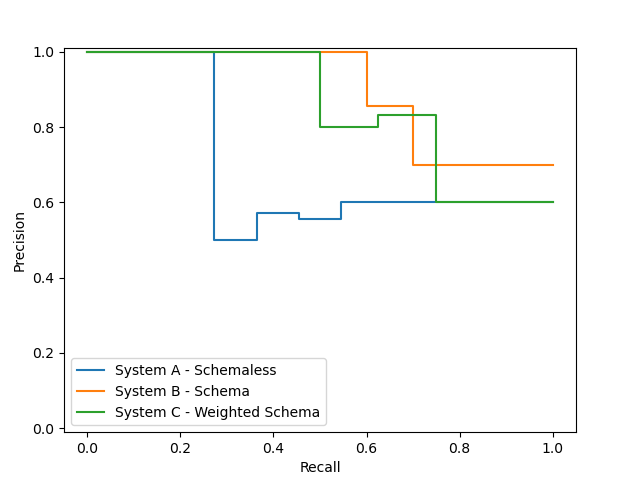 1.0
0.8
0.6
0.4
0.2
0.0
Precision
System A - Schemaless
System B - Schema
System C - Weighted Schema
0.0 0.2 0.4 0.6 0.8 1.0
Recall